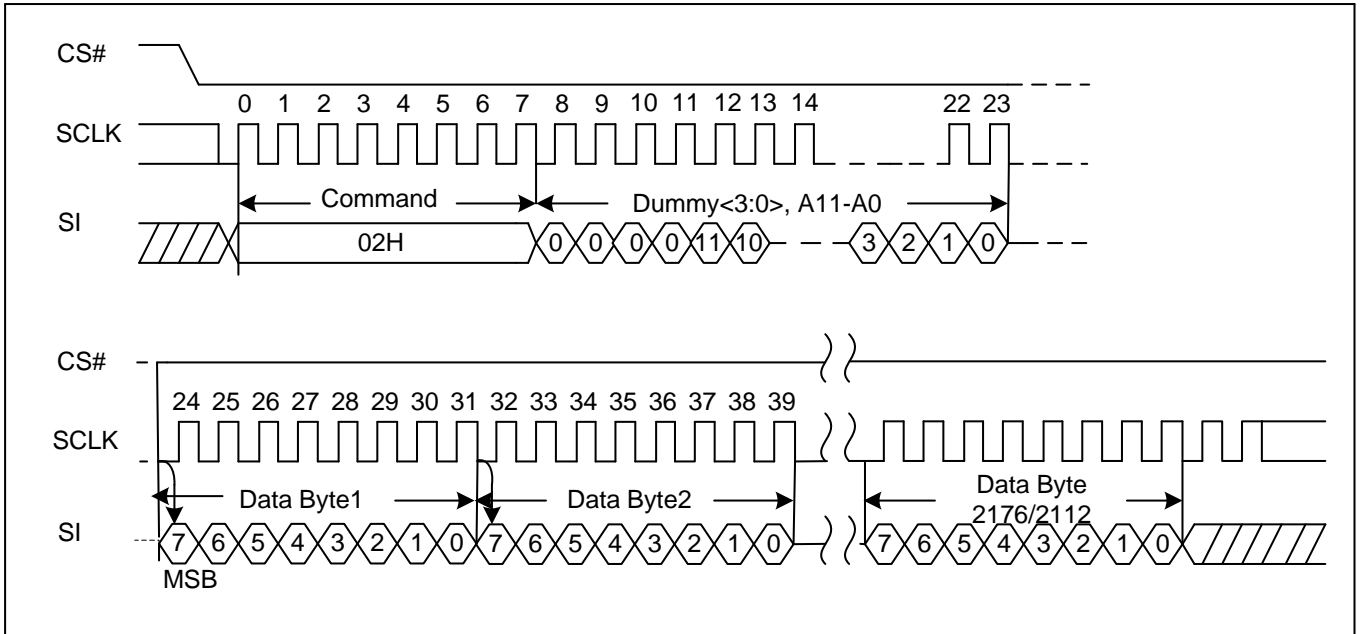 CS#
0 1 2 3 4 5 6 7 8 9 10 11 12 13 14 22 23
SCLK
Command Dummy<3:0>, A11-A0
SI
02H 0 0 0 0 11 10 3 2 1 0
CS#
24 25 26 27 28 29 30 31 32 33 34 35 36 37 38 39
SCLK
Data Byte1 Data Byte2 Data Byte
2176/2112
SI
7 6 5 4 3 2 1 0 7 6 5 4 3 2 1 0 7 6 5 4 3 2 1 0
MSB